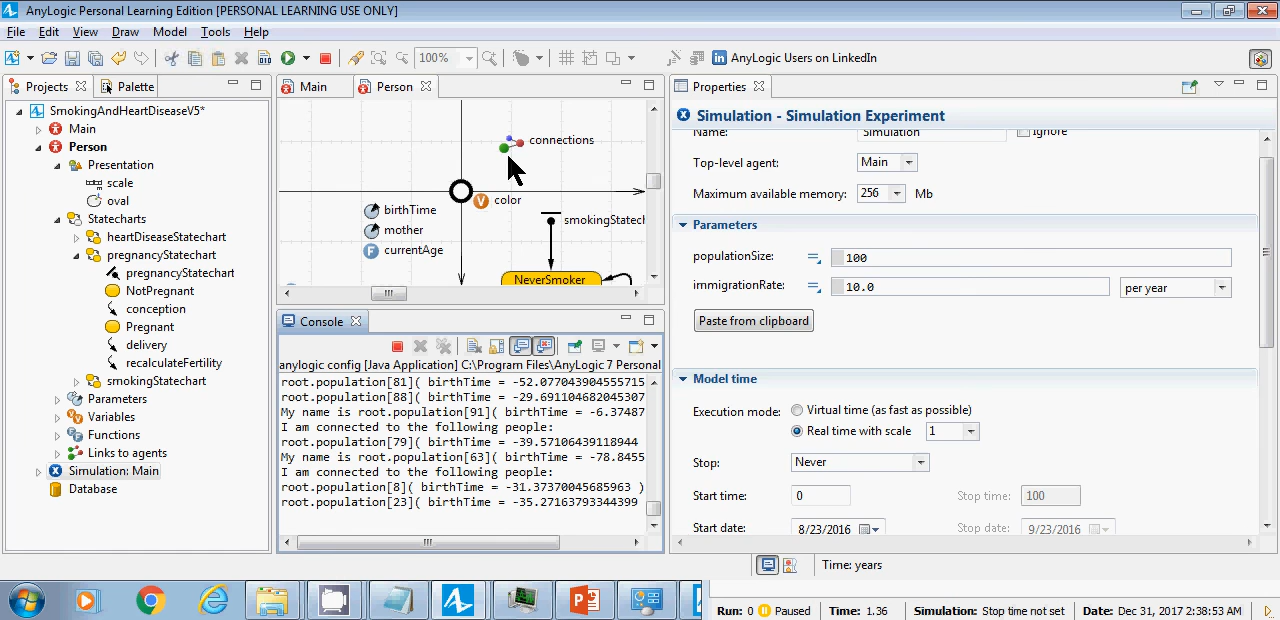 AnyLogic Personal Learning Edition [PERSONAL LEARNING USE ONLY]
File Edit View Draw Model Tools Help
100%
AnyLogic Users on LinkedIn
Projects
Palette
SmokingAndHeartDiseaseV5*
Main
Person
Presentation
scale
oval
Statecharts
heartDiseaseStatechart
pregnancyStatechart
pregnancyStatechart
NotPregnant
conception
Pregnant
delivery
recalculateFertility
smokingStatechart
Parameters
Variables
Functions
Links to agents
Simulation: Main
Database
Main
Person
connections
color
birthTime
mother
currentAge
smokingStatech
NeverSmoker
Console
anylogic config [Java Application] C:\Program Files\AnyLogic 7 Personal
root.population[81]( birthTime = -52.077043904555715
root.population[88]( birthTime = -29.691104682045307
My name is root.population[91]( birthTime = -6.37487
I am connected to the following people:
root.population[79]( birthTime = -39.57106439118944
My name is root.population[63]( birthTime = -78.8455
I am connected to the following people:
root.population[8]( birthTime = -31.37370045685963 )
root.population[23]( birthTime = -35.27163793344399
Properties
Simulation - Simulation Experiment
Name: Simulation Ignore
Top-level agent: Main
Maximum available memory: 256 Mb
Parameters
populationSize: 100
immigrationRate: 10.0 per year
Paste from clipboard
Model time
Execution mode: Virtual time (as fast as possible)
Real time with scale 1
Stop: Never
Start time: 0 Stop time: 100
Start date: 8/23/2016 Stop date: 9/23/2016
Time: years
Run: 0 Paused Time: 1.36 Simulation: Stop time not set Date: Dec 31, 2017 2:38:53 AM